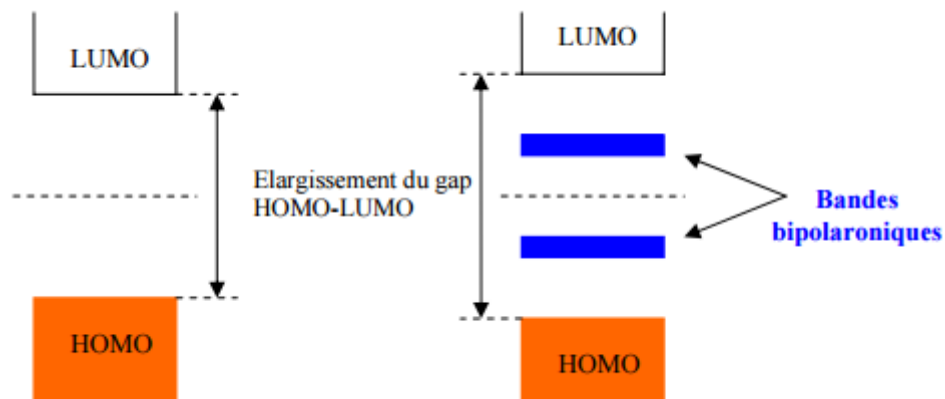 LUMO
HOMO
Elargissement du gap
HOMO-LUMO
LUMO
HOMO
Bandes
bipolaroniques